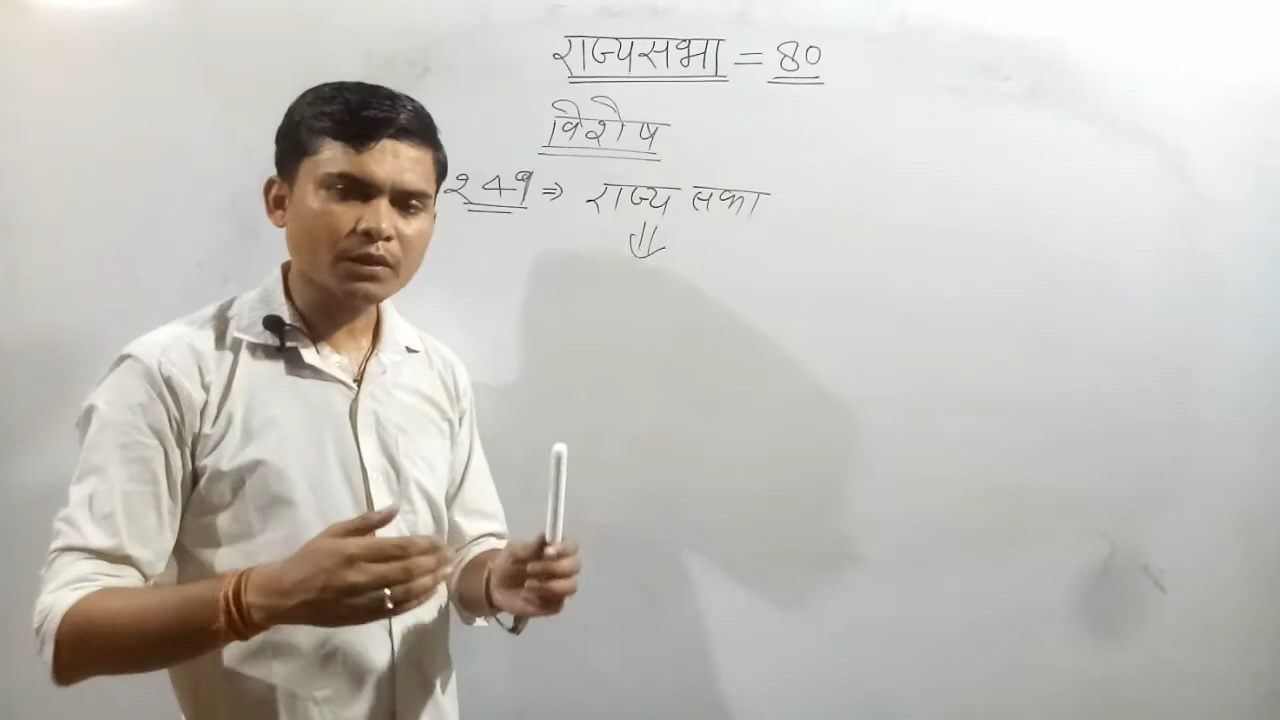 राज्यसभा = 80
विशेष
249 ⇒ राज्य सभा
⇓